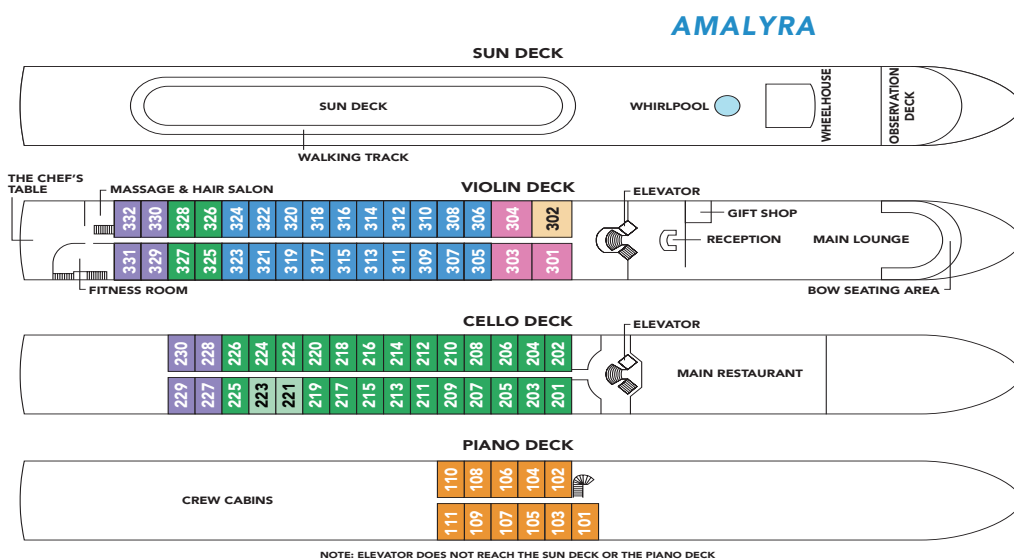 AMALYRA
SUN DECK
SUN DECK
WHIRLPOOL
WHEELHOUSE
OBSERVATION
DECK
WALKING TRACK
THE CHEF'S
TABLE
MASSAGE & HAIR SALON
VIOLIN DECK
ELEVATOR
332 330 328 326 324 322 320 318 316 314 312 310 308 306 304 302
GIFT SHOP
RECEPTION
MAIN LOUNGE
331 329 327 325 323 321 319 317 315 313 311 309 307 305 303 301
FITNESS ROOM
BOW SEATING AREA
CELLO DECK
ELEVATOR
230 228 226 224 222 220 218 216 214 212 210 208 206 204 202
MAIN RESTAURANT
229 227 225 223 221 219 217 215 213 211 209 207 205 203 201
PIANO DECK
110 108 106 104 102
CREW CABINS
111 109 107 105 103 101
NOTE: ELEVATOR DOES NOT REACH THE SUN DECK OR THE PIANO DECK